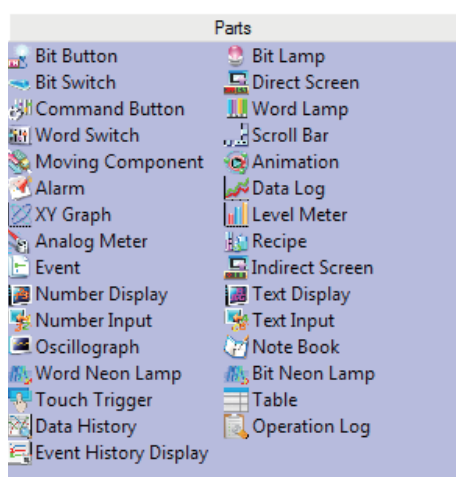 Parts
Bit Button Bit Lamp
Bit Switch Direct Screen
Command Button Word Lamp
Word Switch Scroll Bar
Moving Component Animation
Alarm Data Log
XY Graph Level Meter
Analog Meter Recipe
Event Indirect Screen
Number Display Text Display
Number Input Text Input
Oscillograph Note Book
Word Neon Lamp Bit Neon Lamp
Touch Trigger Table
Data History Operation Log
Event History Display